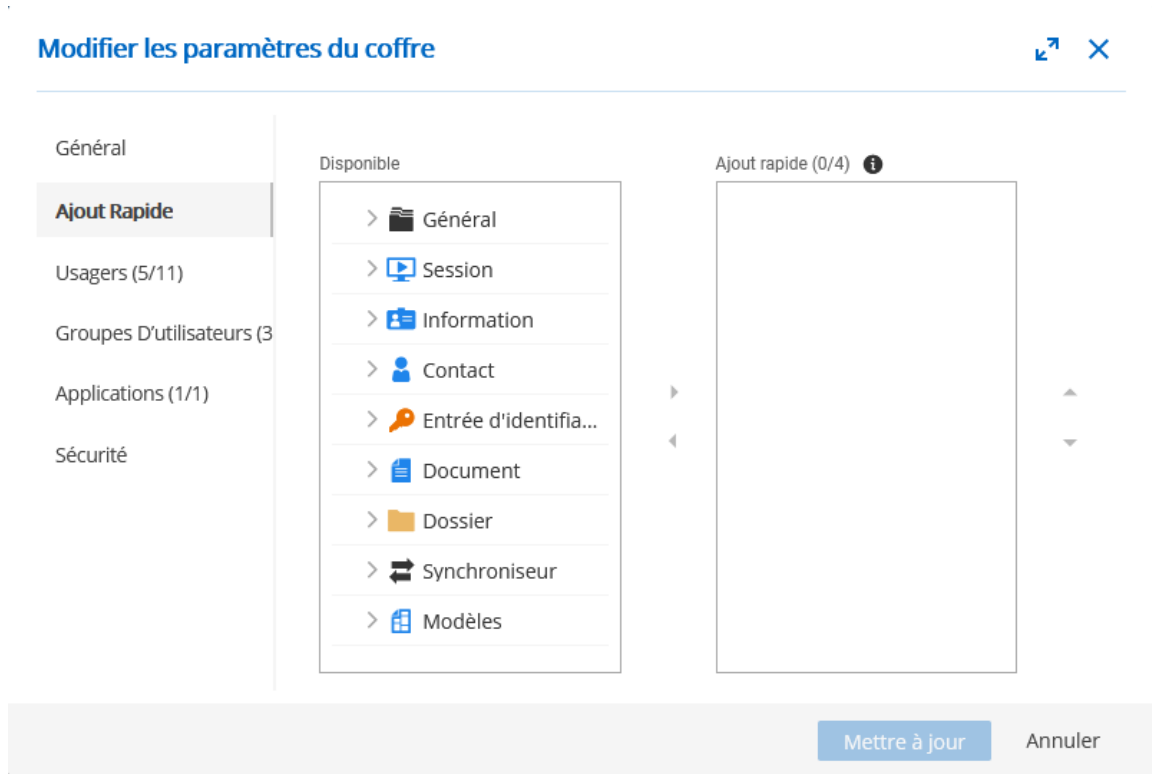 Modifier les paramètres du coffre
Général
Ajout Rapide
Usagers (5/11)
Groupes D’utilisateurs (3
Applications (1/1)
Sécurité
Disponible
Général
Session
Information
Contact
Entrée d'identifia...
Document
Dossier
Synchroniseur
Modèles
Ajout rapide (0/4)
Mettre à jour
Annuler